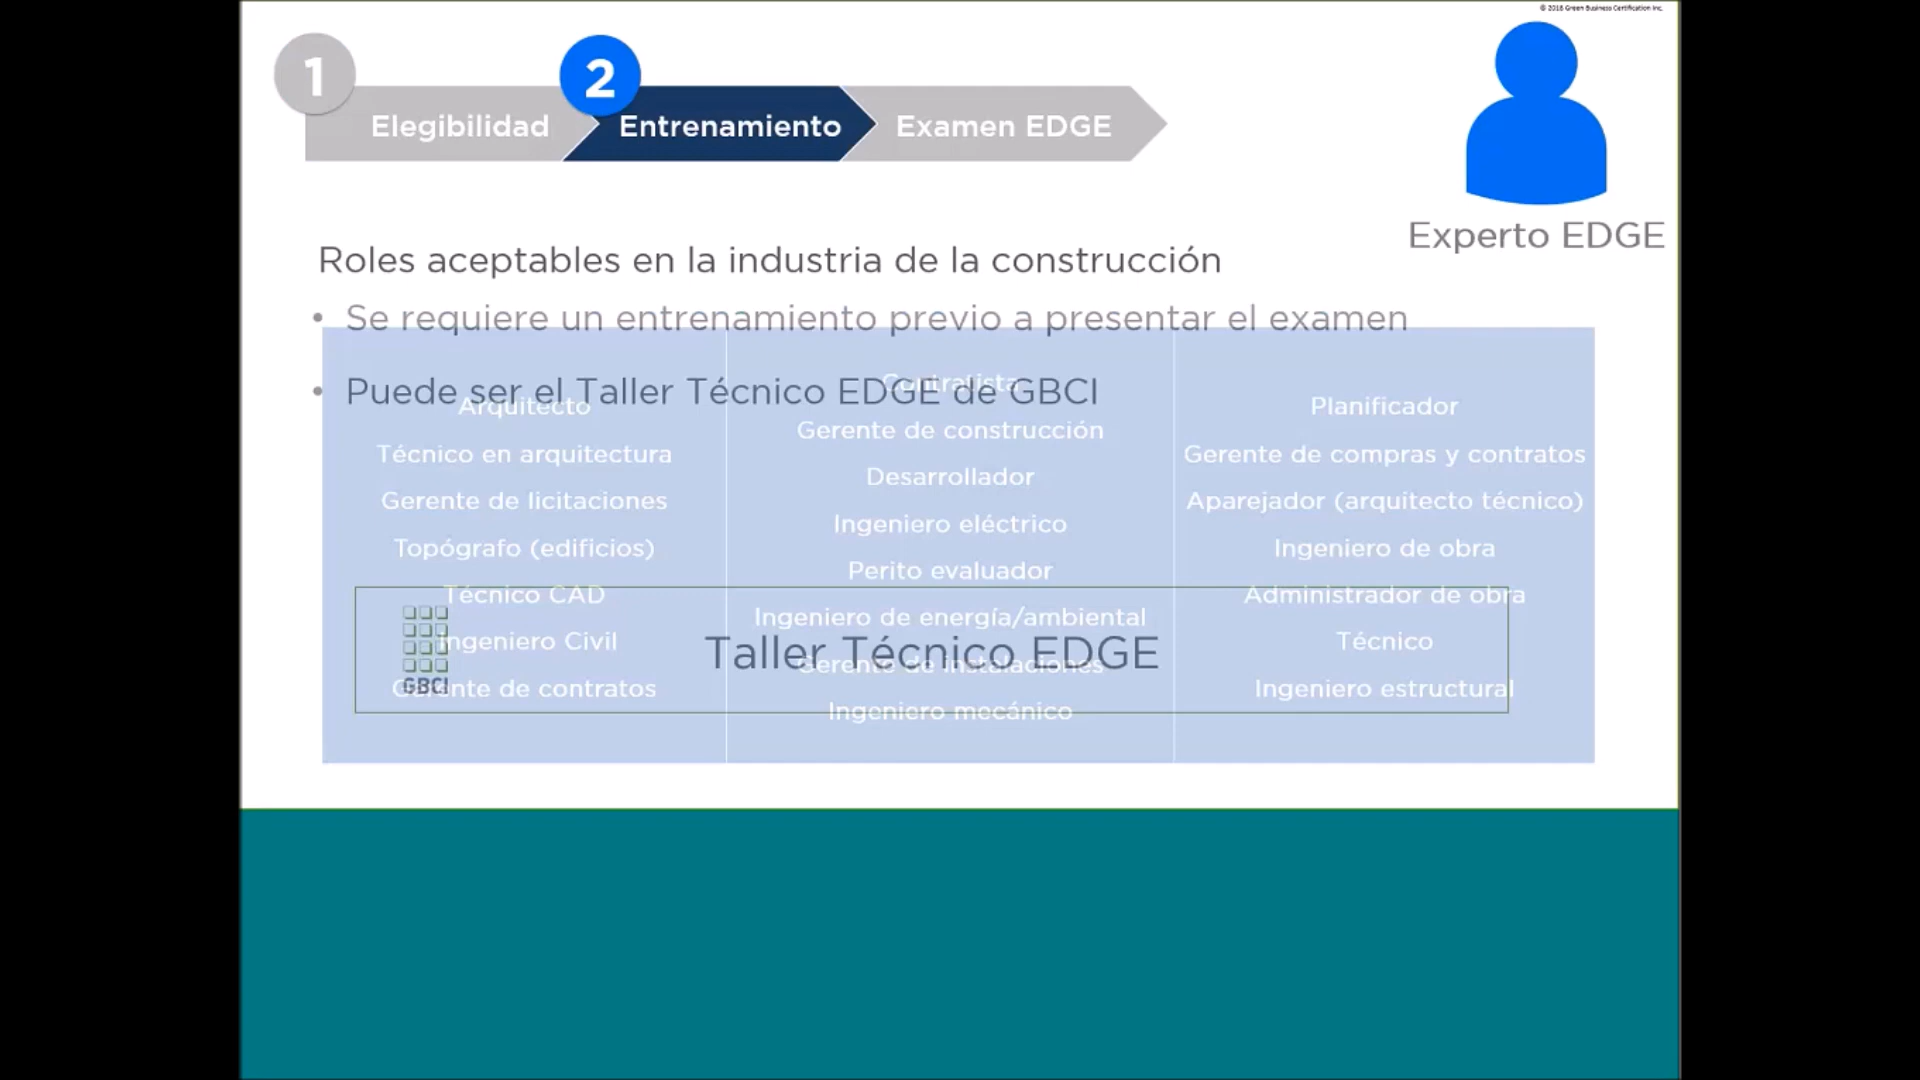 © 2018 Green Business Certification Inc.
1
2
Elegibilidad
Entrenamiento
Examen EDGE
Experto EDGE
Roles aceptables en la industria de la construcción
• Se requiere un entrenamiento previo a presentar el examen
• Puede ser el Taller Técnico EDGE de GBCI
Arquitecto
Técnico en arquitectura
Gerente de licitaciones
Topógrafo (edificios)
Técnico CAD
Ingeniero Civil
Gerente de contratos
Contratista
Gerente de construcción
Desarrollador
Ingeniero eléctrico
Perito evaluador
Ingeniero de energía/ambiental
Gerente de instalaciones
Ingeniero mecánico
Planificador
Gerente de compras y contratos
Aparejador (arquitecto técnico)
Ingeniero de obra
Administrador de obra
Técnico
Ingeniero estructural
GBCI
Taller Técnico EDGE